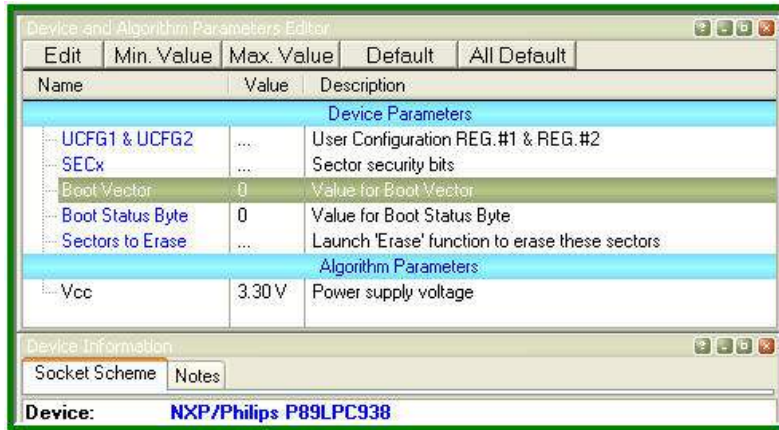 Device and Algorithm Parameters Editor
Edit Min. Value Max. Value Default All Default
Name Value Description
Device Parameters
UCFG1 & UCFG2 ... User Configuration REG.#1 & REG.#2
SECx ... Sector security bits
Boot Vector 0 Value for Boot Vector
Boot Status Byte 0 Value for Boot Status Byte
Sectors to Erase ... Launch 'Erase' function to erase these sectors
Algorithm Parameters
Vcc 3.30 V Power supply voltage
Device Information
Socket Scheme Notes
Device: NXP/Philips P89LPC938